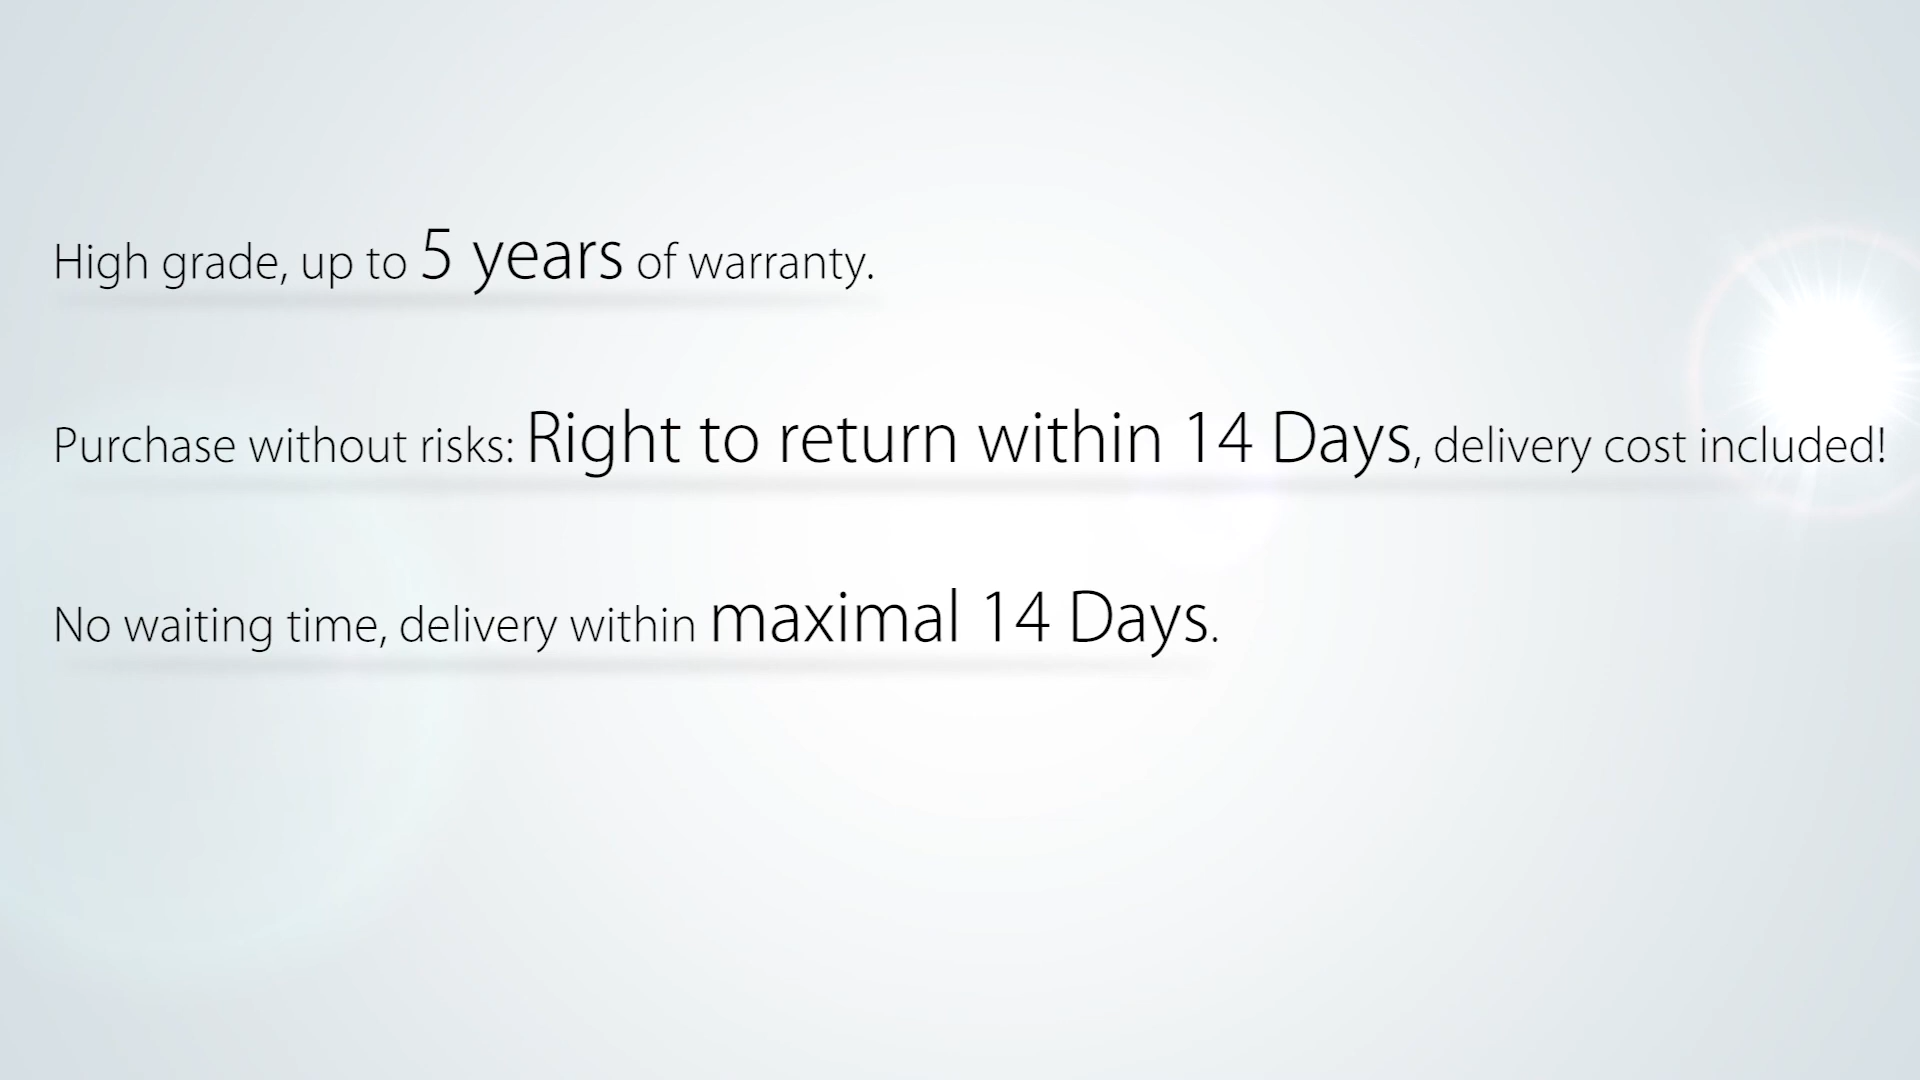 High grade, up to 5 years of warranty.
Purchase without risks: Right to return within 14 Days, delivery cost included!
No waiting time, delivery within maximal 14 Days.